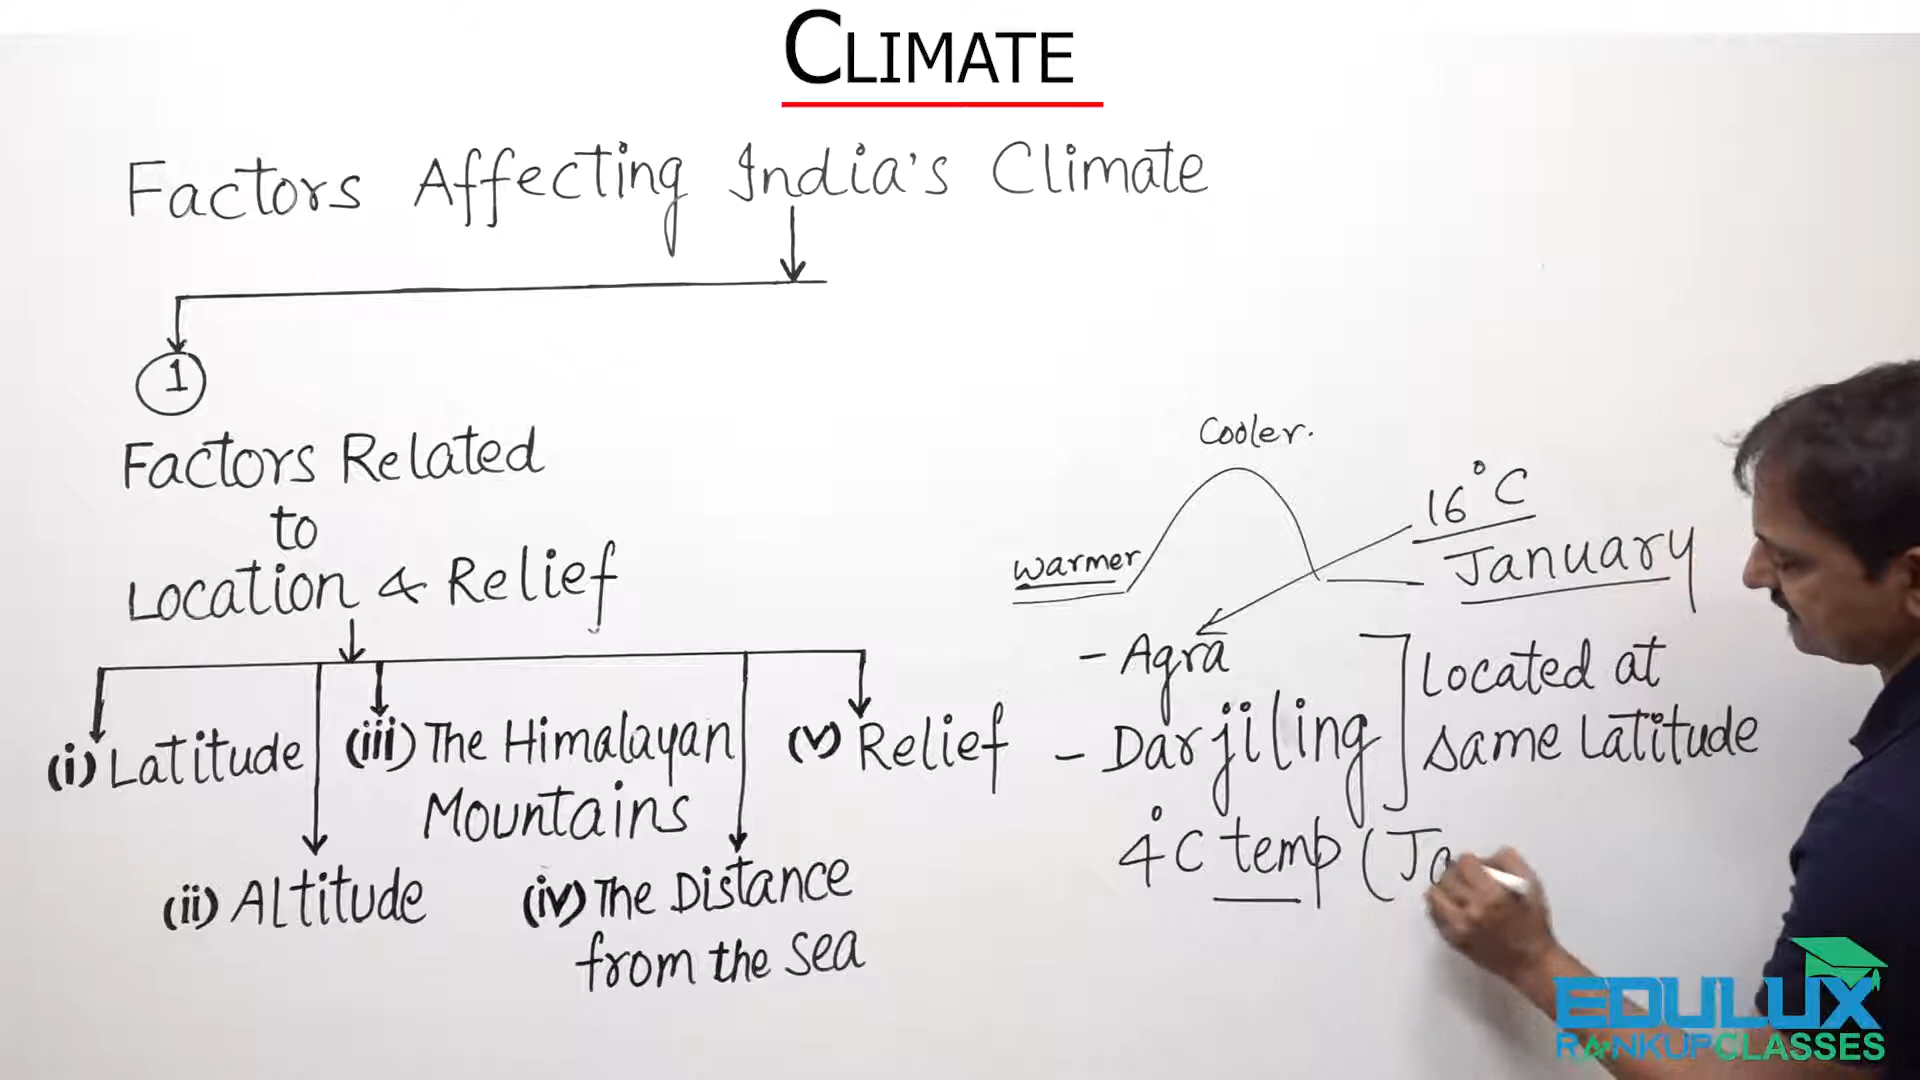 CLIMATE
Factors Affecting India's Climate
1
Factors Related
to
Location & Relief
(i) Latitude
(iii) The Himalayan
Mountains
(v) Relief
(ii) Altitude
(iv) The Distance
from the Sea
Cooler.
warmer
16°C
January
- Agra
- Darjiling
Located at
same Latitude
4°C temp (Ja
EDULUX
RANKUPCLASSES